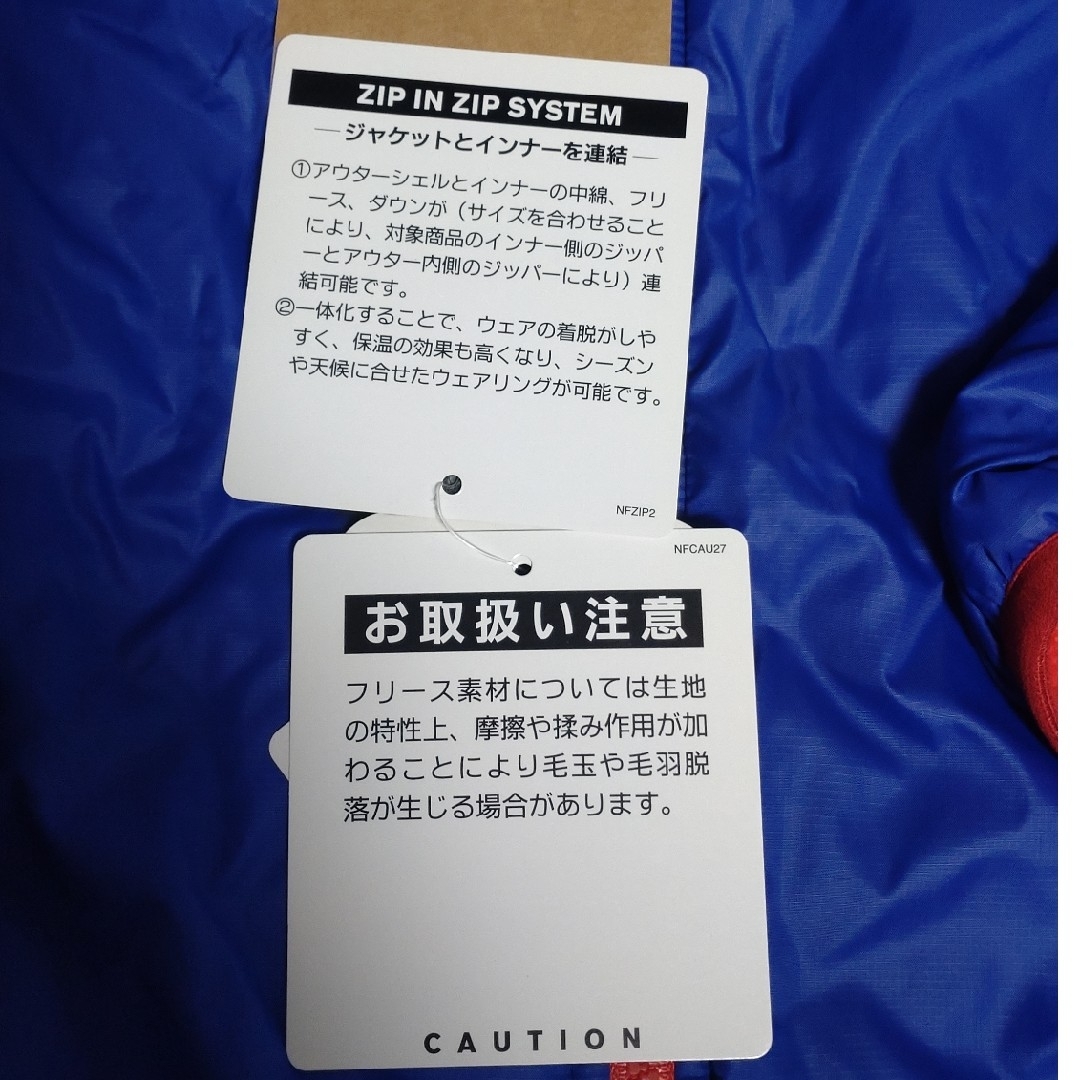 ZIP IN ZIP SYSTEM
―ジャケットとインナーを連結―
①アウターシェルとインナーの中綿、フリ
ース、ダウンが（サイズを合わせること
により、対象商品のインナー側のジッパ
ーとアウター内側のジッパーにより）連
結可能です。
②一体化することで、ウェアの着脱がしや
すく、保温の効果も高くなり、シーズン
や天候に合せたウェアリングが可能です。
NFZIP2
NFCAU27
お取扱い注意
フリース素材については生地
の特性上、摩擦や揉み作用が加
わることにより毛玉や毛羽脱
落が生じる場合があります。
CAUTION